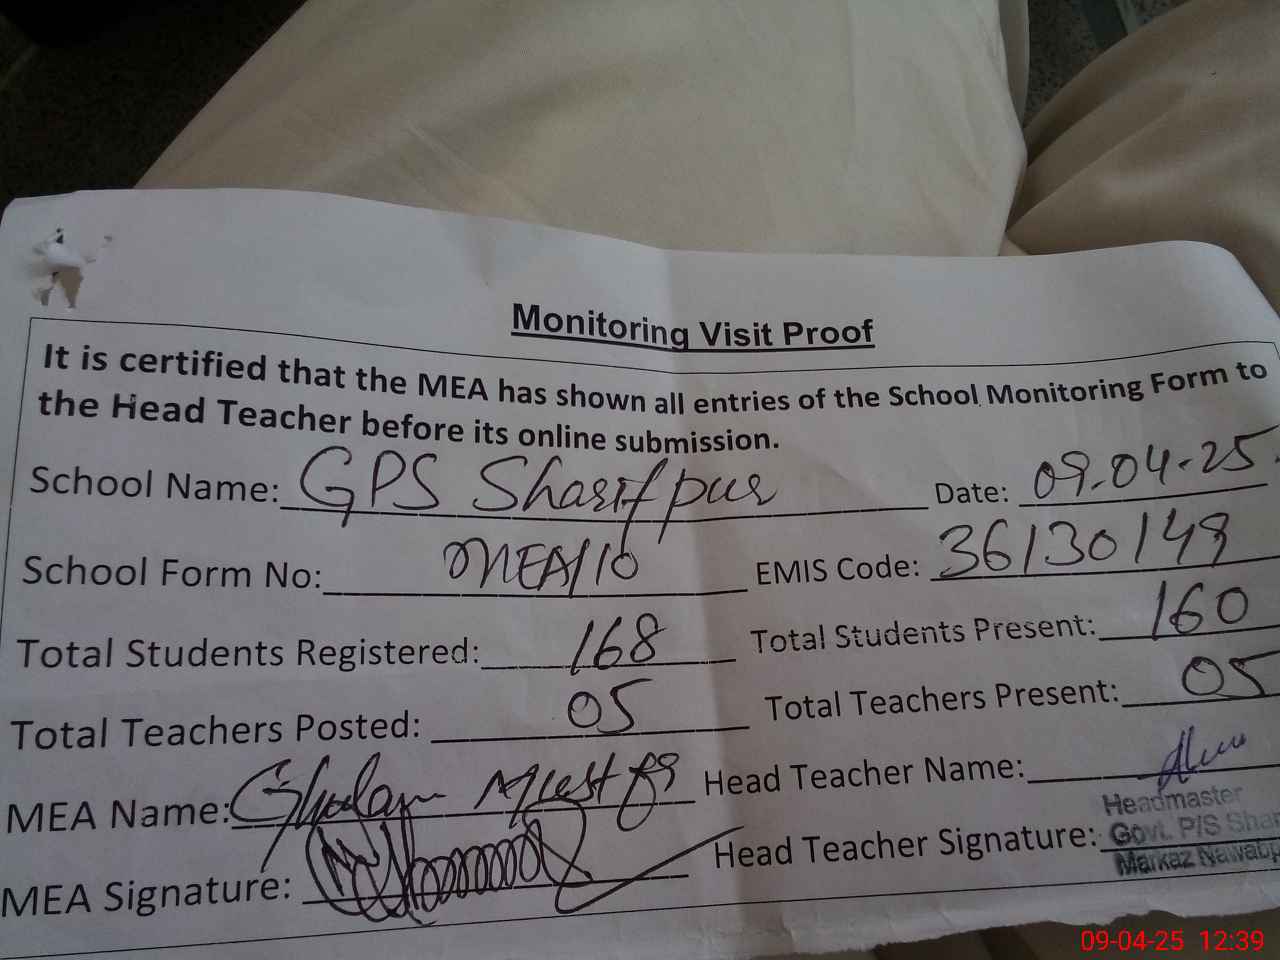 Monitoring Visit Proof
It is certified that the MEA has shown all entries of the School Monitoring Form to
the Head Teacher before its online submission.
School Name: GPS Sharifpur Date: 09-04-25
School Form No: MEA/10 EMIS Code: 36130149
Total Students Registered: 168 Total Students Present: 160
Total Teachers Posted: 05 Total Teachers Present: 05
MEA Name: Ghulam Mustafa Head Teacher Name:
Headmaster
MEA Signature: Head Teacher Signature: Govt. P/S Shar
Markaz Nawabp
09-04-25 12:39